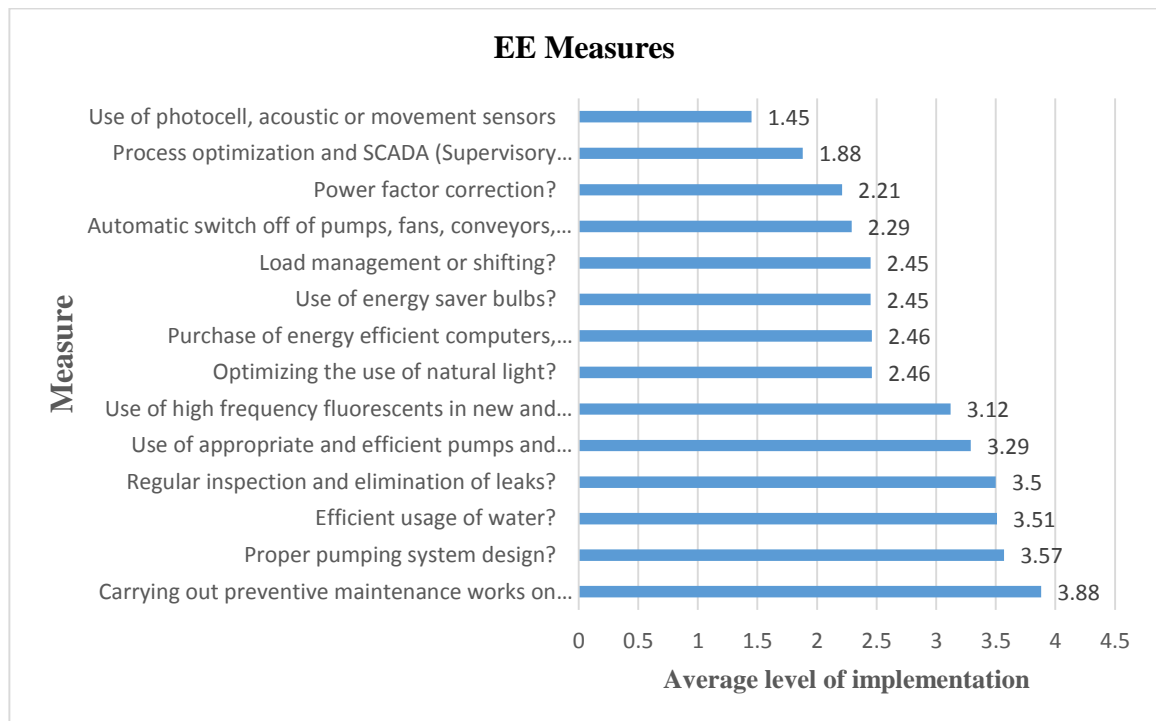 EE Measures
Use of photocell, acoustic or movement sensors
1.45
Process optimization and SCADA (Supervisory...
1.88
Power factor correction?
2.21
Automatic switch off of pumps, fans, conveyors,...
2.29
Load management or shifting?
2.45
Use of energy saver bulbs?
2.45
Purchase of energy efficient computers,...
2.46
Optimizing the use of natural light?
2.46
Use of high frequency fluorescents in new and...
3.12
Use of appropriate and efficient pumps and...
3.29
Regular inspection and elimination of leaks?
3.5
Efficient usage of water?
3.51
Proper pumping system design?
3.57
Carrying out preventive maintenance works on...
3.88
Measure
0 0.5 1 1.5 2 2.5 3 3.5 4 4.5
Average level of implementation